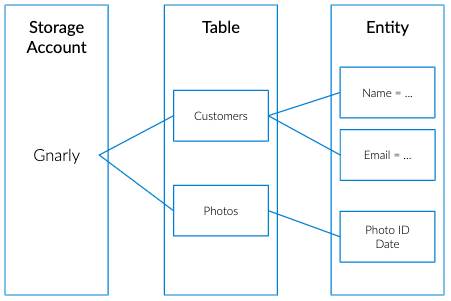 Storage
Account
Gnarly
Table
Customers
Photos
Entity
Name = ...
Email = ...
Photo ID
Date